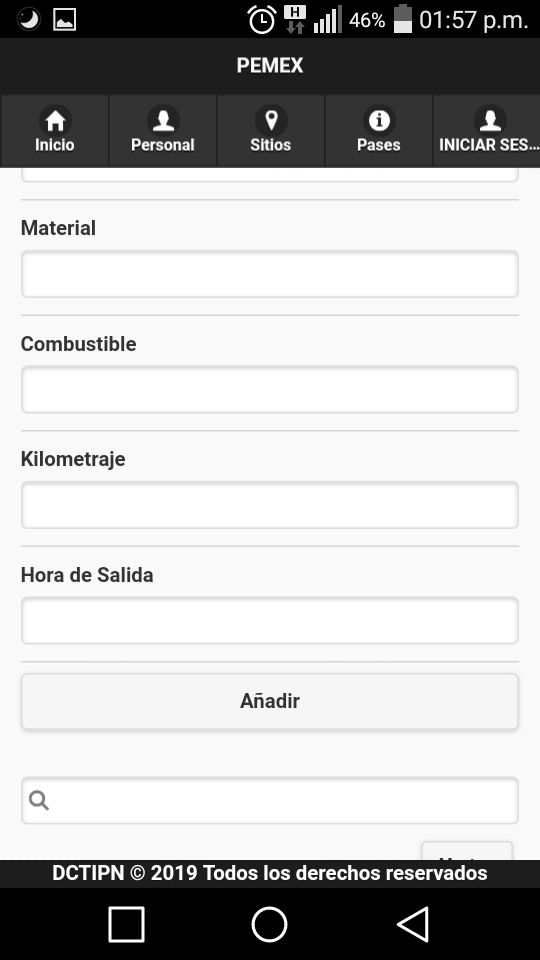 H
46%
01:57 p.m.
PEMEX
Inicio
Personal
Sitios
Pases
INICIAR SES...
Material
Combustible
Kilometraje
Hora de Salida
Añadir
DCTIPN © 2019 Todos los derechos reservados